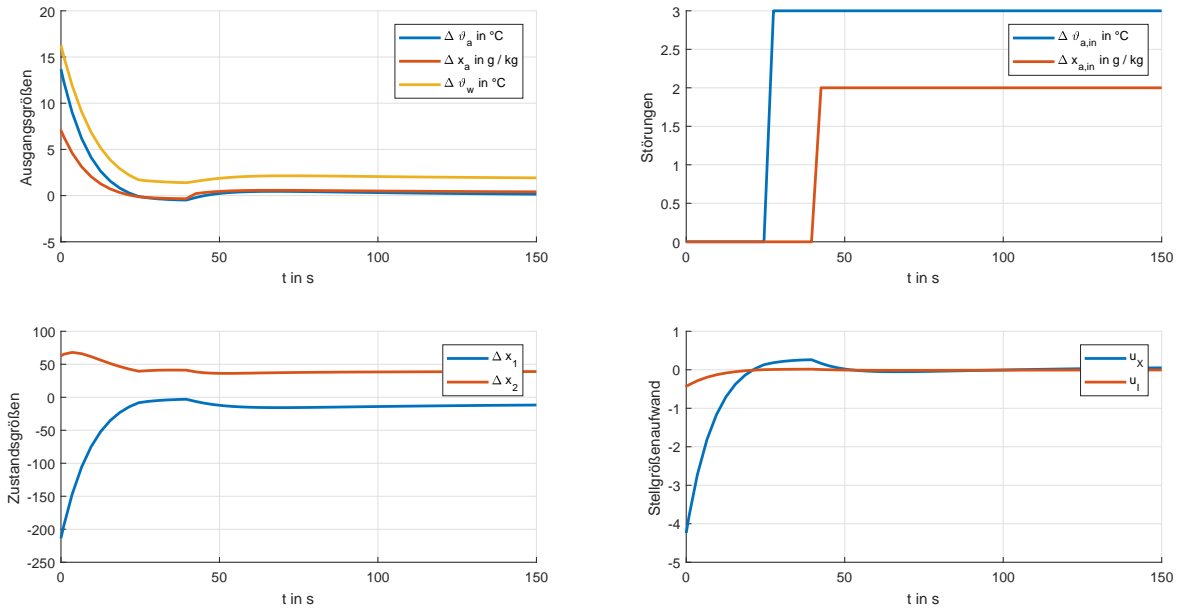 Ausgangsgrößen
20
15
10
5
0
-5
0
50
100
150
t in s
Δ ϑa in °C
Δ xa in g / kg
Δ ϑw in °C
Störungen
3
2.5
2
1.5
1
0.5
0
0
50
100
150
t in s
Δ ϑa,in in °C
Δ xa,in in g / kg
Zustandsgrößen
100
50
0
-50
-100
-150
-200
-250
0
50
100
150
t in s
Δ x1
Δ x2
Stellgrößenaufwand
1
0
-1
-2
-3
-4
-5
0
50
100
150
t in s
uX
uI